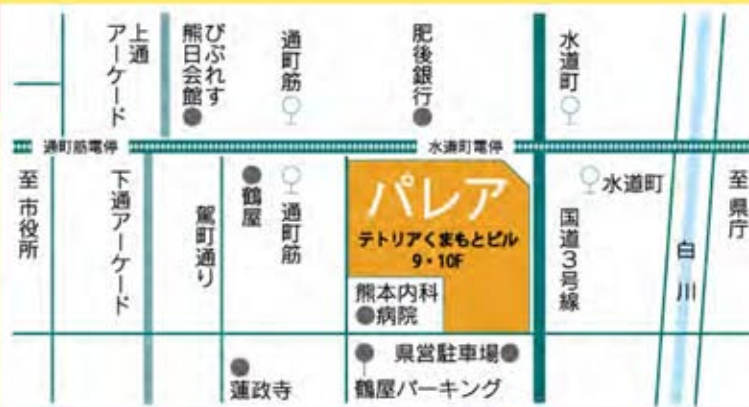 上通
アーケード
びぷれす
熊日会館
通町筋
肥後銀行
水道町
通町筋電停
水道町電停
至 市役所
下通アーケード
駕町通り
鶴屋
通町筋
パレア
テトリアくまもとビル
9・10F
熊本内科
病院
国道3号線
水道町
白川
至 県庁
蓮政寺
県営駐車場
鶴屋パーキング